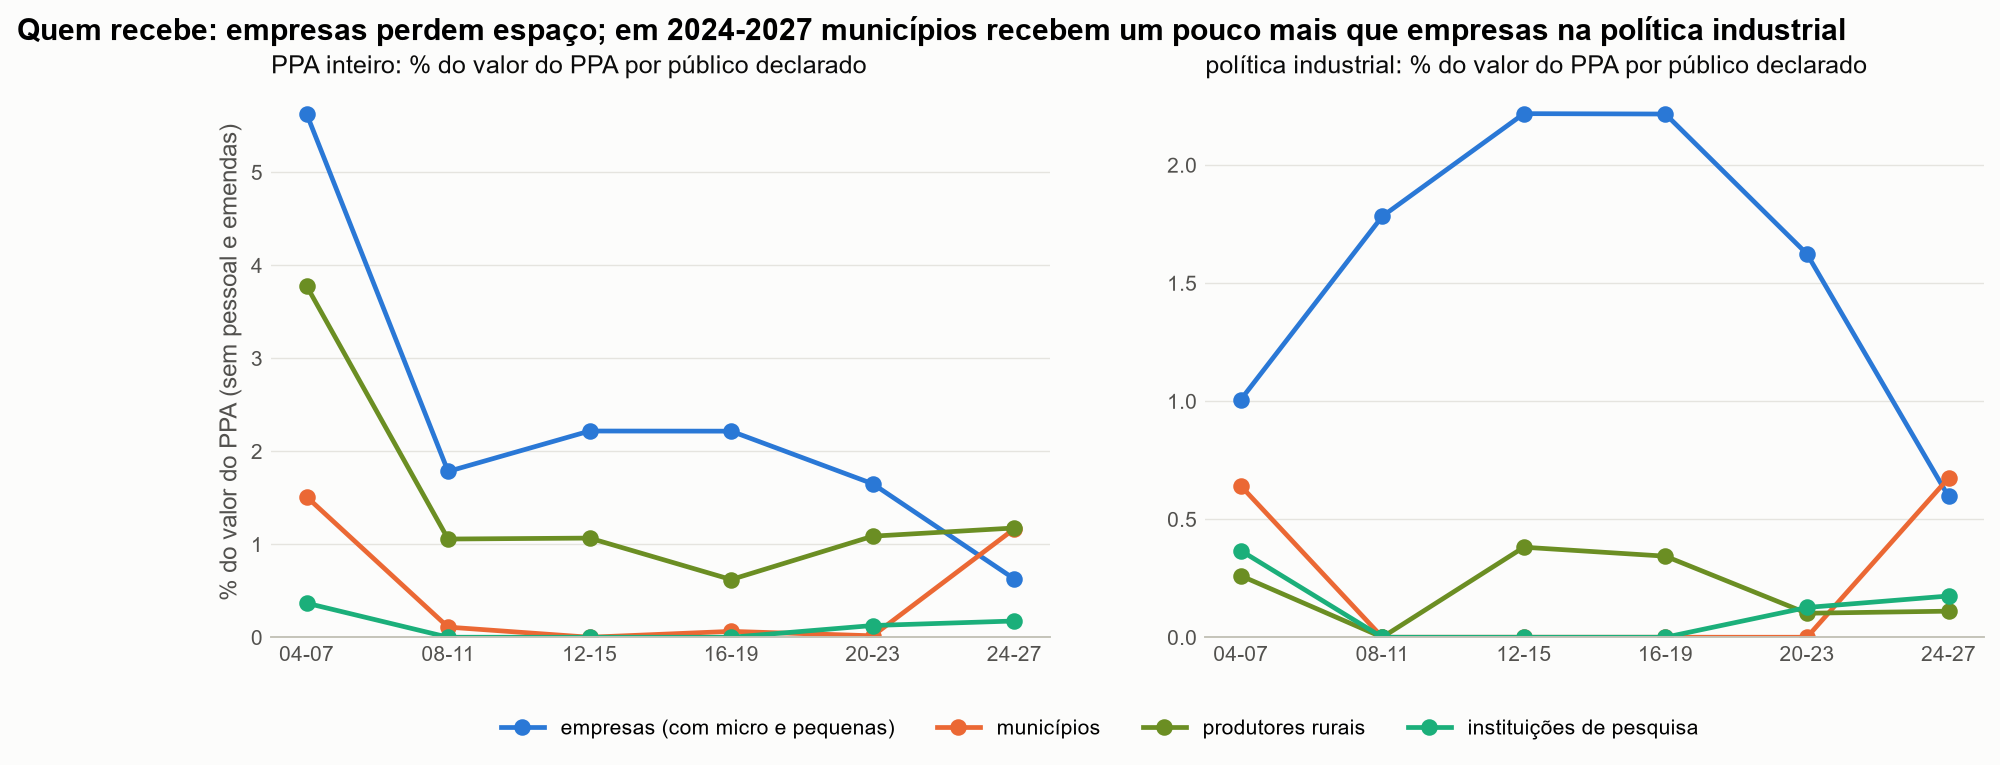 Quem recebe: empresas perdem espaço; em 2024-2027 municípios recebem um pouco mais que empresas na política industrial
PPA inteiro: % do valor do PPA por público declarado
% do valor do PPA (sem pessoal e emendas)
5
4
3
2
1
0
04-07
08-11
12-15
16-19
20-23
24-27
política industrial: % do valor do PPA por público declarado
2.0
1.5
1.0
0.5
0.0
04-07
08-11
12-15
16-19
20-23
24-27
empresas (com micro e pequenas)
municípios
produtores rurais
instituições de pesquisa